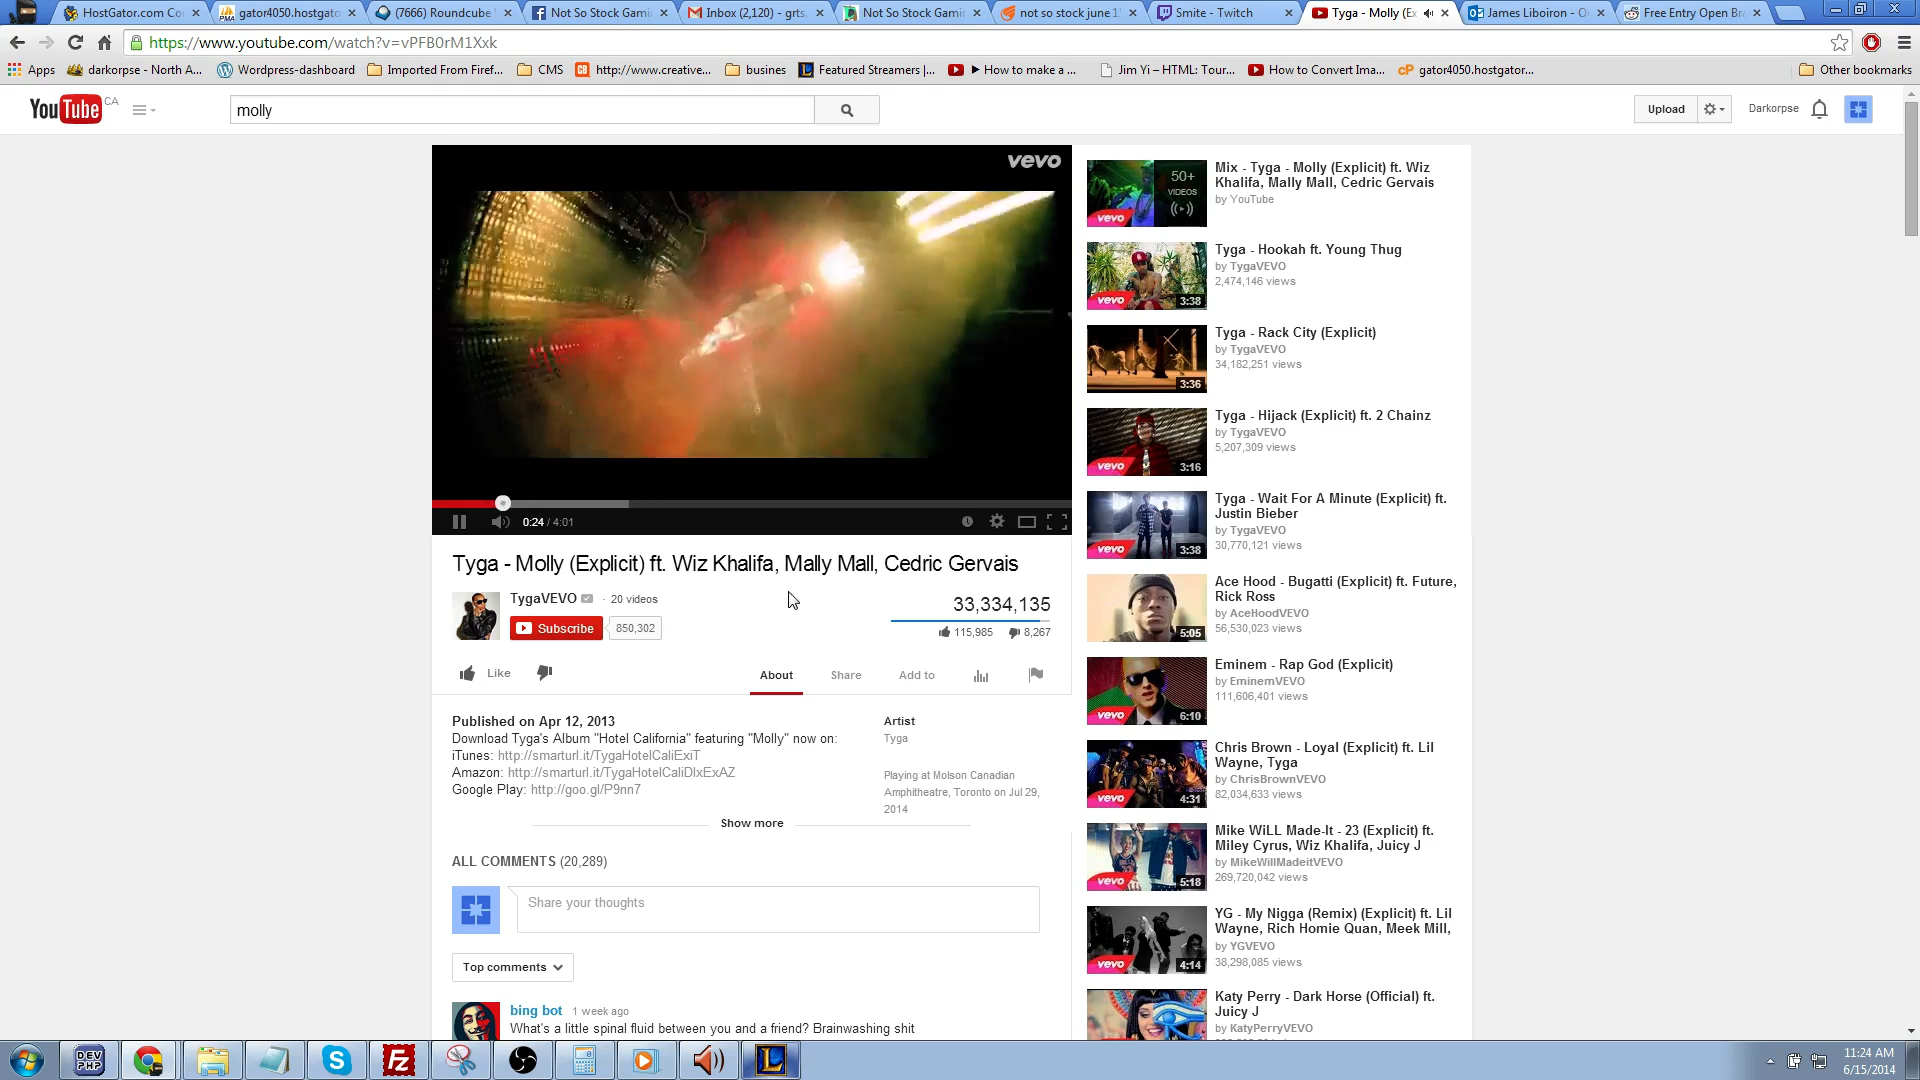 HostGator.com Co
gator4050.hostgato
(7666) Roundcube
Not So Stock Gami
Inbox (2,120) - grts.
Not So Stock Gamin
not so stock june 1
Smite - Twitch
Tyga - Molly (E
James Liboiron - O
Free Entry Open Br
https://www.youtube.com/watch?v=vPFB0rM1Xxk
Apps
darkorpse - North A...
Wordpress-dashboard
Imported From Firef...
CMS
http://www.creative...
busines
Featured Streamers |...
► How to make a ...
Jim Yi – HTML: Tour...
How to Convert Ima...
gator4050.hostgator...
Other bookmarks
YouTube CA
molly
Upload
Darkorpse
vevo
0:24 / 4:01
Tyga - Molly (Explicit) ft. Wiz Khalifa, Mally Mall, Cedric Gervais
TygaVEVO · 20 videos
Subscribe 850,302
33,334,135
115,985 8,267
Like
About
Share
Add to
Published on Apr 12, 2013
Download Tyga's Album "Hotel California" featuring "Molly" now on:
iTunes: http://smarturl.it/TygaHotelCaliExiT
Amazon: http://smarturl.it/TygaHotelCaliDlxExAZ
Google Play: http://goo.gl/P9nn7
Artist
Tyga
Playing at Molson Canadian
Amphitheatre, Toronto on Jul 29,
2014
Show more
ALL COMMENTS (20,289)
Share your thoughts
Top comments
bing bot 1 week ago
What's a little spinal fluid between you and a friend? Brainwashing shit
50+
VIDEOS
vevo
Mix - Tyga - Molly (Explicit) ft. Wiz
Khalifa, Mally Mall, Cedric Gervais
by YouTube
vevo
3:38
Tyga - Hookah ft. Young Thug
by TygaVEVO
2,474,146 views
3:36
Tyga - Rack City (Explicit)
by TygaVEVO
34,182,251 views
vevo
3:16
Tyga - Hijack (Explicit) ft. 2 Chainz
by TygaVEVO
5,207,309 views
vevo
3:38
Tyga - Wait For A Minute (Explicit) ft.
Justin Bieber
by TygaVEVO
30,770,121 views
5:05
Ace Hood - Bugatti (Explicit) ft. Future,
Rick Ross
by AceHoodVEVO
56,530,023 views
vevo
6:10
Eminem - Rap God (Explicit)
by EminemVEVO
111,606,401 views
vevo
4:31
Chris Brown - Loyal (Explicit) ft. Lil
Wayne, Tyga
by ChrisBrownVEVO
82,034,633 views
vevo
5:18
Mike WiLL Made-It - 23 (Explicit) ft.
Miley Cyrus, Wiz Khalifa, Juicy J
by MikeWillMadeitVEVO
269,720,042 views
vevo
4:14
YG - My Nigga (Remix) (Explicit) ft. Lil
Wayne, Rich Homie Quan, Meek Mill,
by YGVEVO
38,298,085 views
Katy Perry - Dark Horse (Official) ft.
Juicy J
by KatyPerryVEVO
DEV
PHP
11:24 AM
6/15/2014